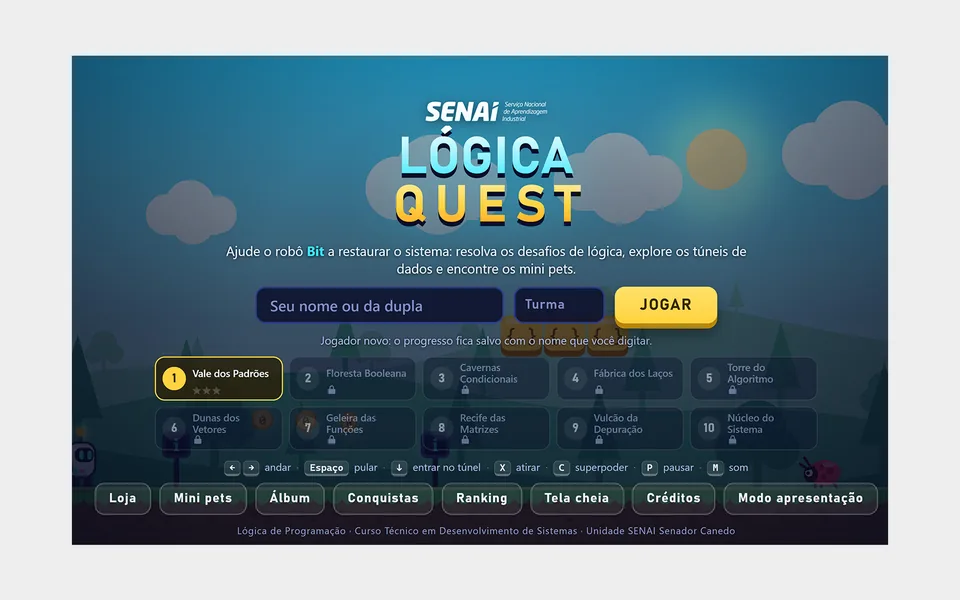 SENAI Serviço Nacional
de Aprendizagem
Industrial
LÓGICA
QUEST
Ajude o robô Bit a restaurar o sistema: resolva os desafios de lógica, explore os túneis de
dados e encontre os mini pets.
Seu nome ou da dupla
Turma
JOGAR
{ } { } { }
Jogador novo: o progresso fica salvo com o nome que você digitar.
1 Vale dos Padrões
2 Floresta Booleana
3 Cavernas
Condicionais
4 Fábrica dos Laços
5 Torre do
Algoritmo
6 Dunas dos
Vetores
7 Geleira das
Funções
8 Recife das
Matrizes
9 Vulcão da
Depuração
10 Núcleo do
Sistema
← → andar · Espaço pular · ↓ entrar no túnel · X atirar · C superpoder · P pausar · M som
Loja
Mini pets
Álbum
Conquistas
Ranking
Tela cheia
Créditos
Modo apresentação
Lógica de Programação · Curso Técnico em Desenvolvimento de Sistemas · Unidade SENAI Senador Canedo